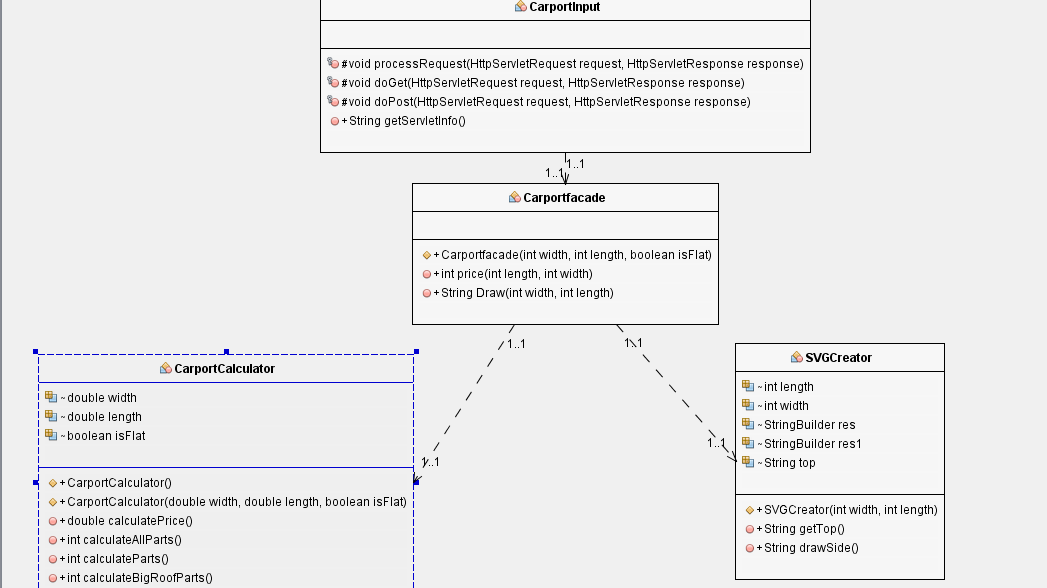 CarportInput
#void processRequest(HttpServletRequest request, HttpServletResponse response)
#void doGet(HttpServletRequest request, HttpServletResponse response)
#void doPost(HttpServletRequest request, HttpServletResponse response)
+String getServletInfo()
1..1
1..1
Carportfacade
+Carportfacade(int width, int length, boolean isFlat)
+int price(int length, int width)
+String Draw(int width, int length)
1..1
1..1
CarportCalculator
~double width
~double length
~boolean isFlat
1..1
+CarportCalculator()
+CarportCalculator(double width, double length, boolean isFlat)
+double calculatePrice()
+int calculateAllParts()
+int calculateParts()
+int calculateBigRoofParts()
1..1
SVGCreator
~int length
~int width
~StringBuilder res
~StringBuilder res1
~String top
+SVGCreator(int width, int length)
+String getTop()
+String drawSide()